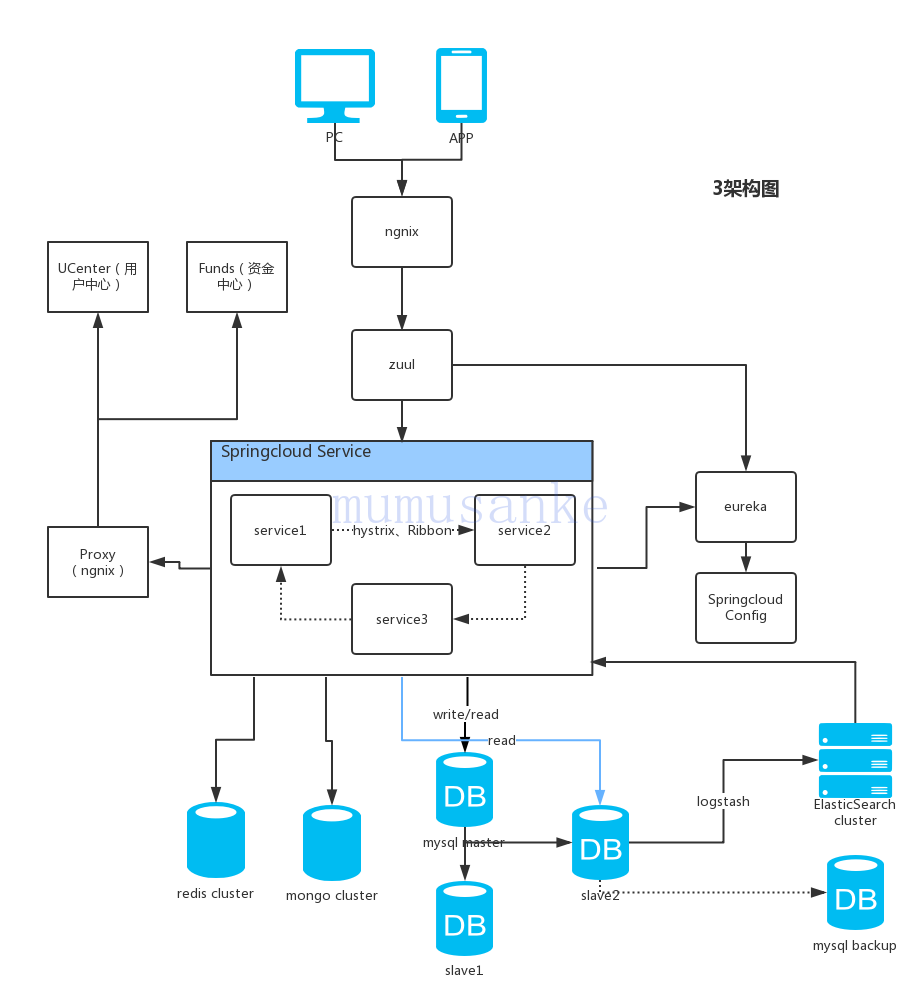 PC
APP
3架构图
ngnix
UCenter（用
户中心）
Funds（资金
中心）
zuul
Springcloud Service
mumusanke
service1
hystrix、Ribbon
service2
eureka
Proxy
（ngnix）
service3
Springcloud
Config
write/read
read
DB
logstash
ElasticSearch
cluster
mysql master
DB
redis cluster
mongo cluster
slave2
DB
DB
mysql backup
slave1